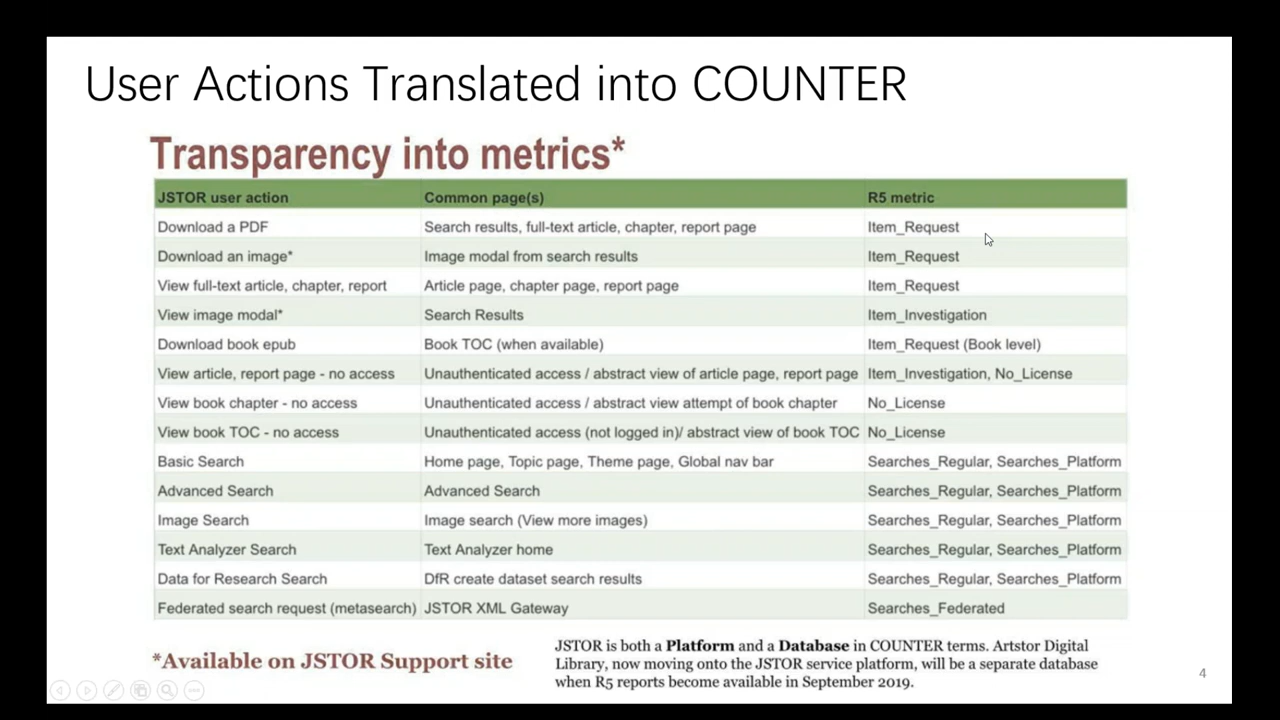 User Actions Translated into COUNTER
Transparency into metrics*
JSTOR user action Common page(s) R5 metric
Download a PDF Search results, full-text article, chapter, report page Item_Request
Download an image* Image modal from search results Item_Request
View full-text article, chapter, report Article page, chapter page, report page Item_Request
View image modal* Search Results Item_Investigation
Download book epub Book TOC (when available) Item_Request (Book level)
View article, report page - no access Unauthenticated access / abstract view of article page, report page Item_Investigation, No_License
View book chapter - no access Unauthenticated access / abstract view attempt of book chapter No_License
View book TOC - no access Unauthenticated access (not logged in)/ abstract view of book TOC No_License
Basic Search Home page, Topic page, Theme page, Global nav bar Searches_Regular, Searches_Platform
Advanced Search Advanced Search Searches_Regular, Searches_Platform
Image Search Image search (View more images) Searches_Regular, Searches_Platform
Text Analyzer Search Text Analyzer home Searches_Regular, Searches_Platform
Data for Research Search DfR create dataset search results Searches_Regular, Searches_Platform
Federated search request (metasearch) JSTOR XML Gateway Searches_Federated
*Available on JSTOR Support site
JSTOR is both a Platform and a Database in COUNTER terms. Artstor Digital
Library, now moving onto the JSTOR service platform, will be a separate database
when R5 reports become available in September 2019.
4